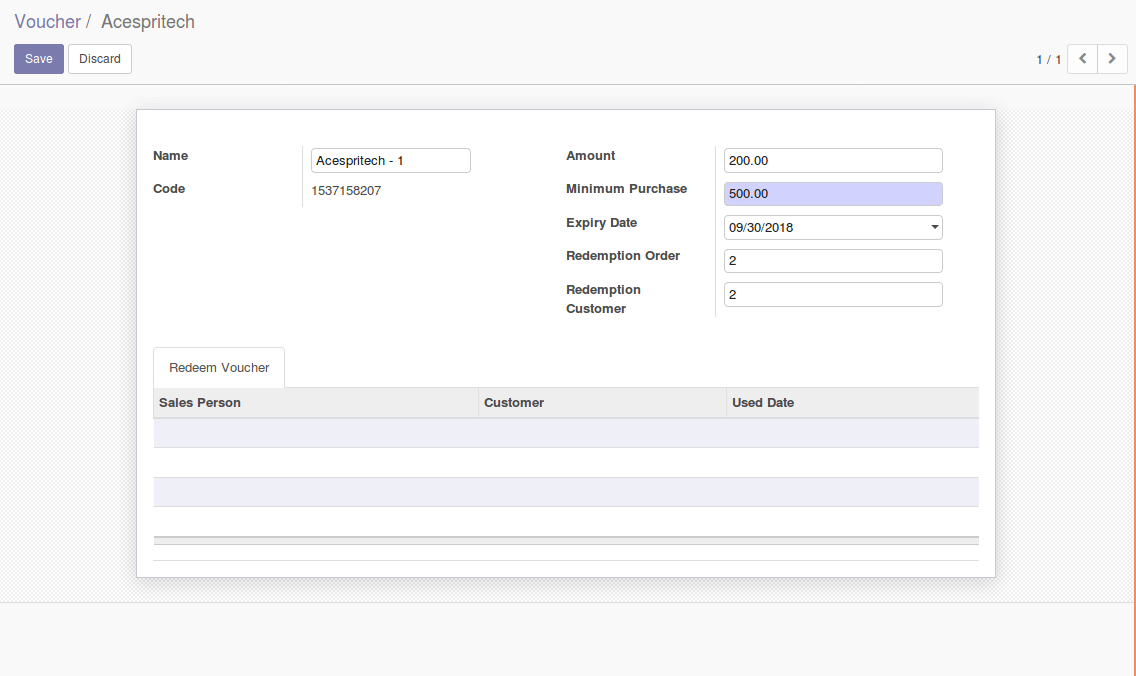 Voucher / Acespritech
Save Discard 1 / 1
Name Acespritech - 1
Code 1537158207
Amount 200.00
Minimum Purchase 500.00
Expiry Date 09/30/2018
Redemption Order 2
Redemption Customer 2
Redeem Voucher
Sales Person Customer Used Date